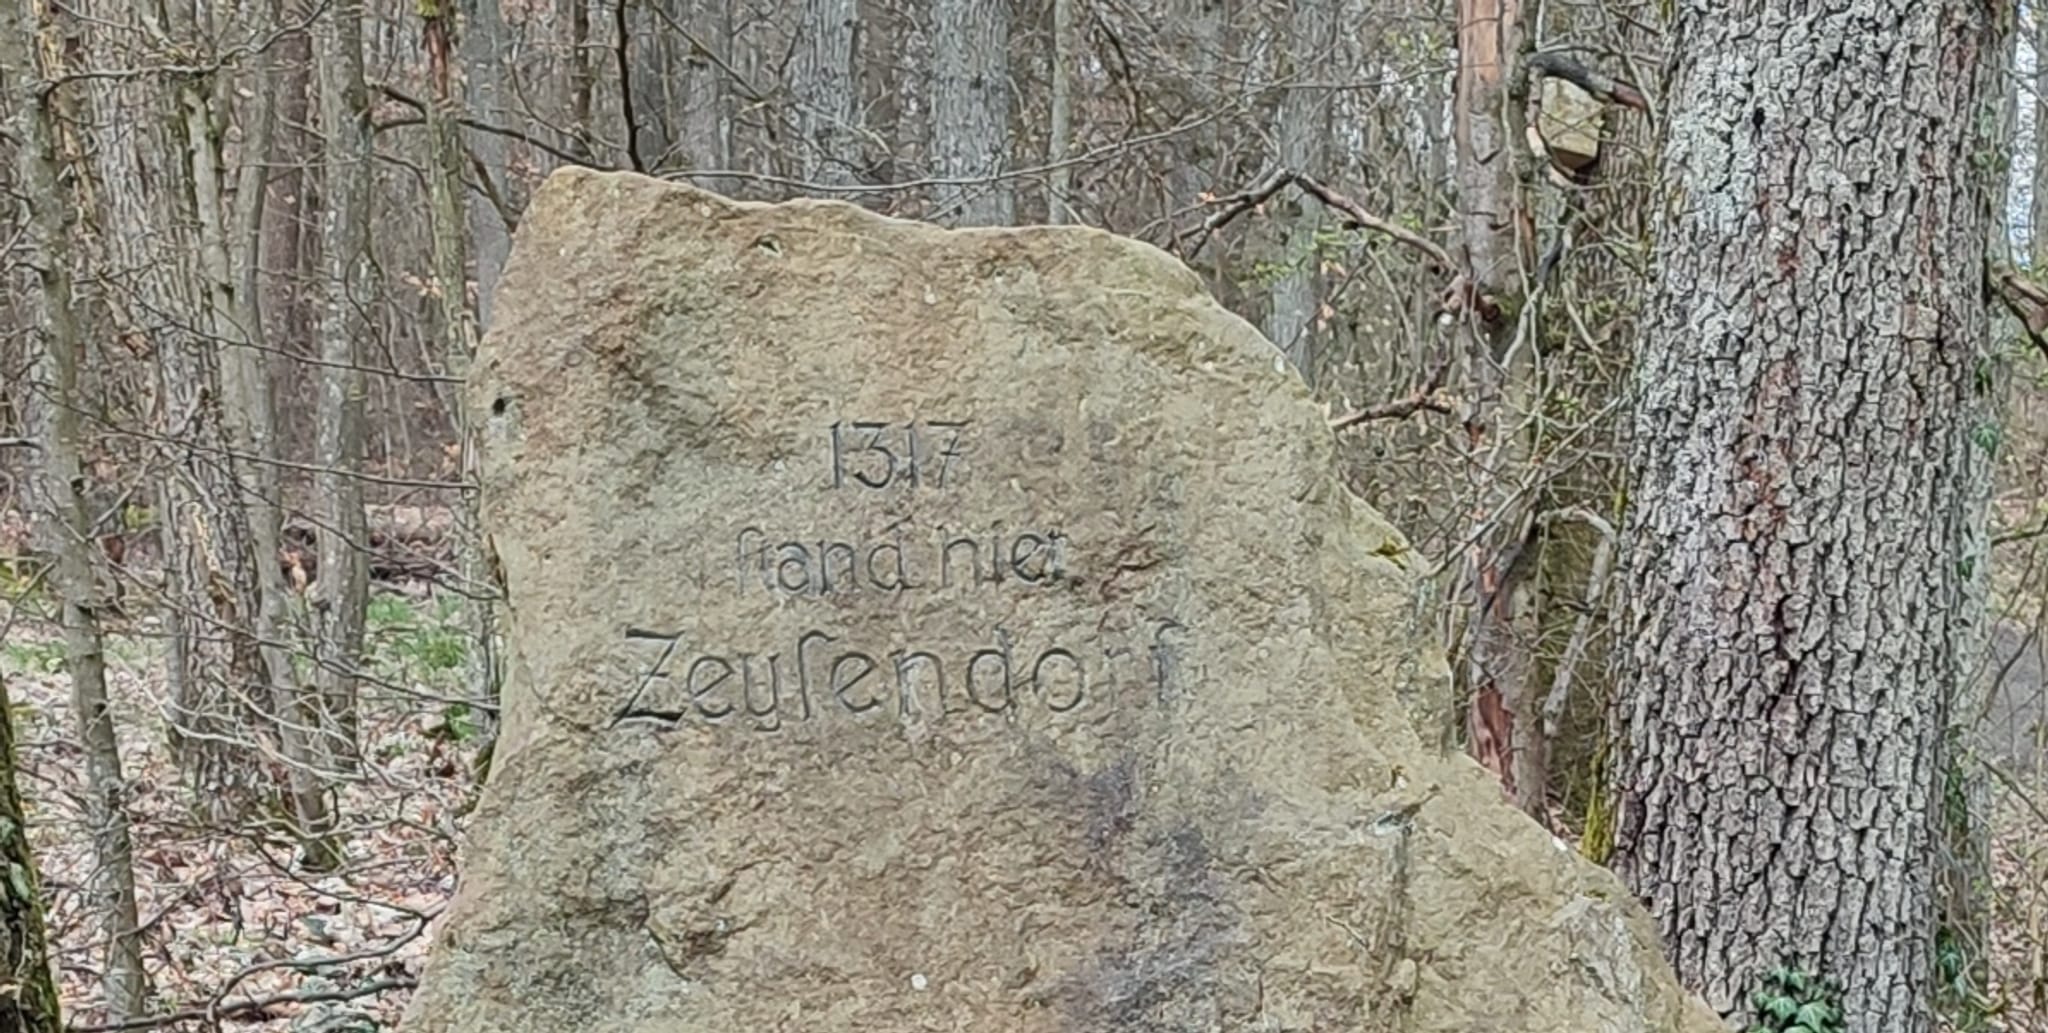 1317
ſtand hier
Zeyſendorf